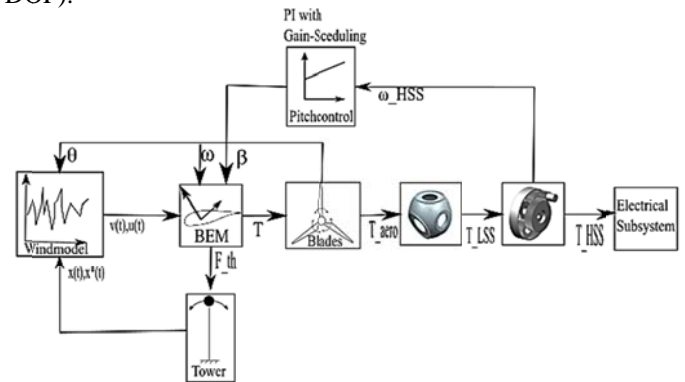 DOF).
PI with
Gain-Sceduling
Pitchcontrol
ω_HSS
θ
ω
β
Windmodel
v(t),u(t)
BEM
T
Blades
T_aero
T_LSS
T_HSS
Electrical
Subsystem
F_th
x(t),x°(t)
Tower